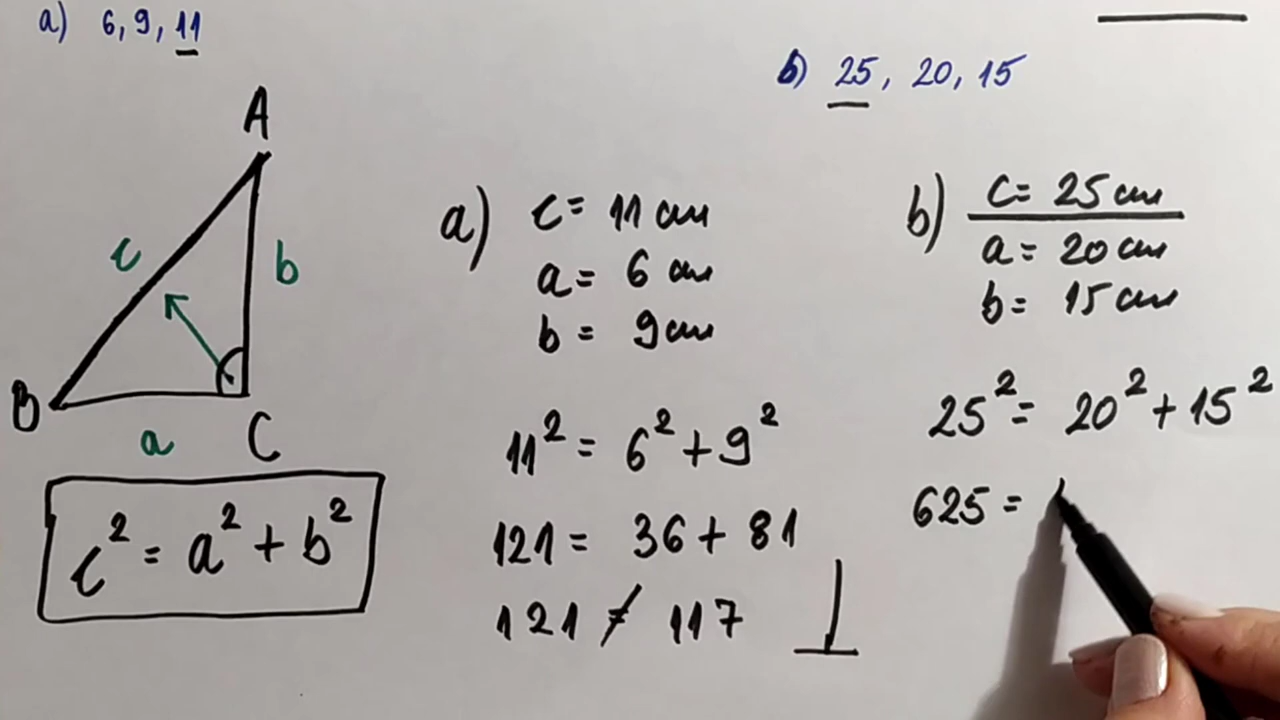 a) 6, 9, 11
b) 25, 20, 15
A
c
b
B
a
C
c² = a² + b²
a) c = 11 cm
a = 6 cm
b = 9 cm
11² = 6² + 9²
121 = 36 + 81
121 ≠ 117
b) c = 25 cm
a = 20 cm
b = 15 cm
25² = 20² + 15²
625 =